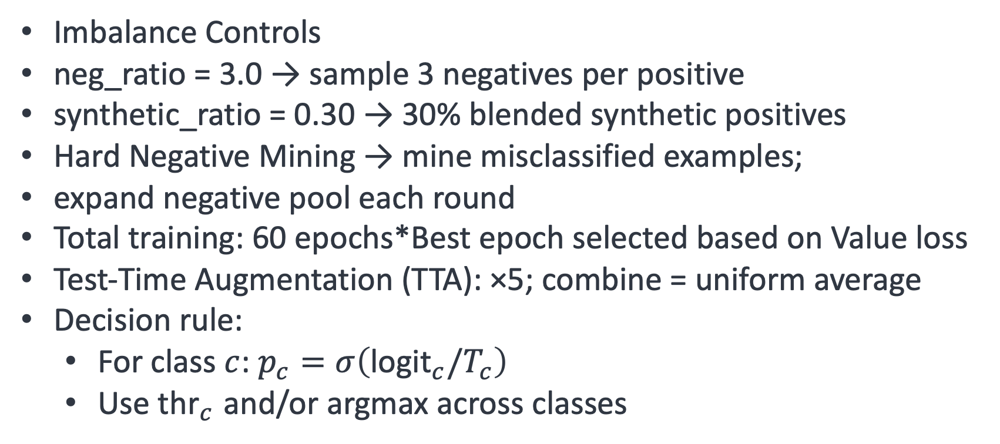 • Imbalance Controls
• neg_ratio = 3.0 → sample 3 negatives per positive
• synthetic_ratio = 0.30 → 30% blended synthetic positives
• Hard Negative Mining → mine misclassified examples;
• expand negative pool each round
• Total training: 60 epochs*Best epoch selected based on Value loss
• Test-Time Augmentation (TTA): ×5; combine = uniform average
• Decision rule:
• For class c: p_c = σ(logit_c/T_c)
• Use thr_c and/or argmax across classes